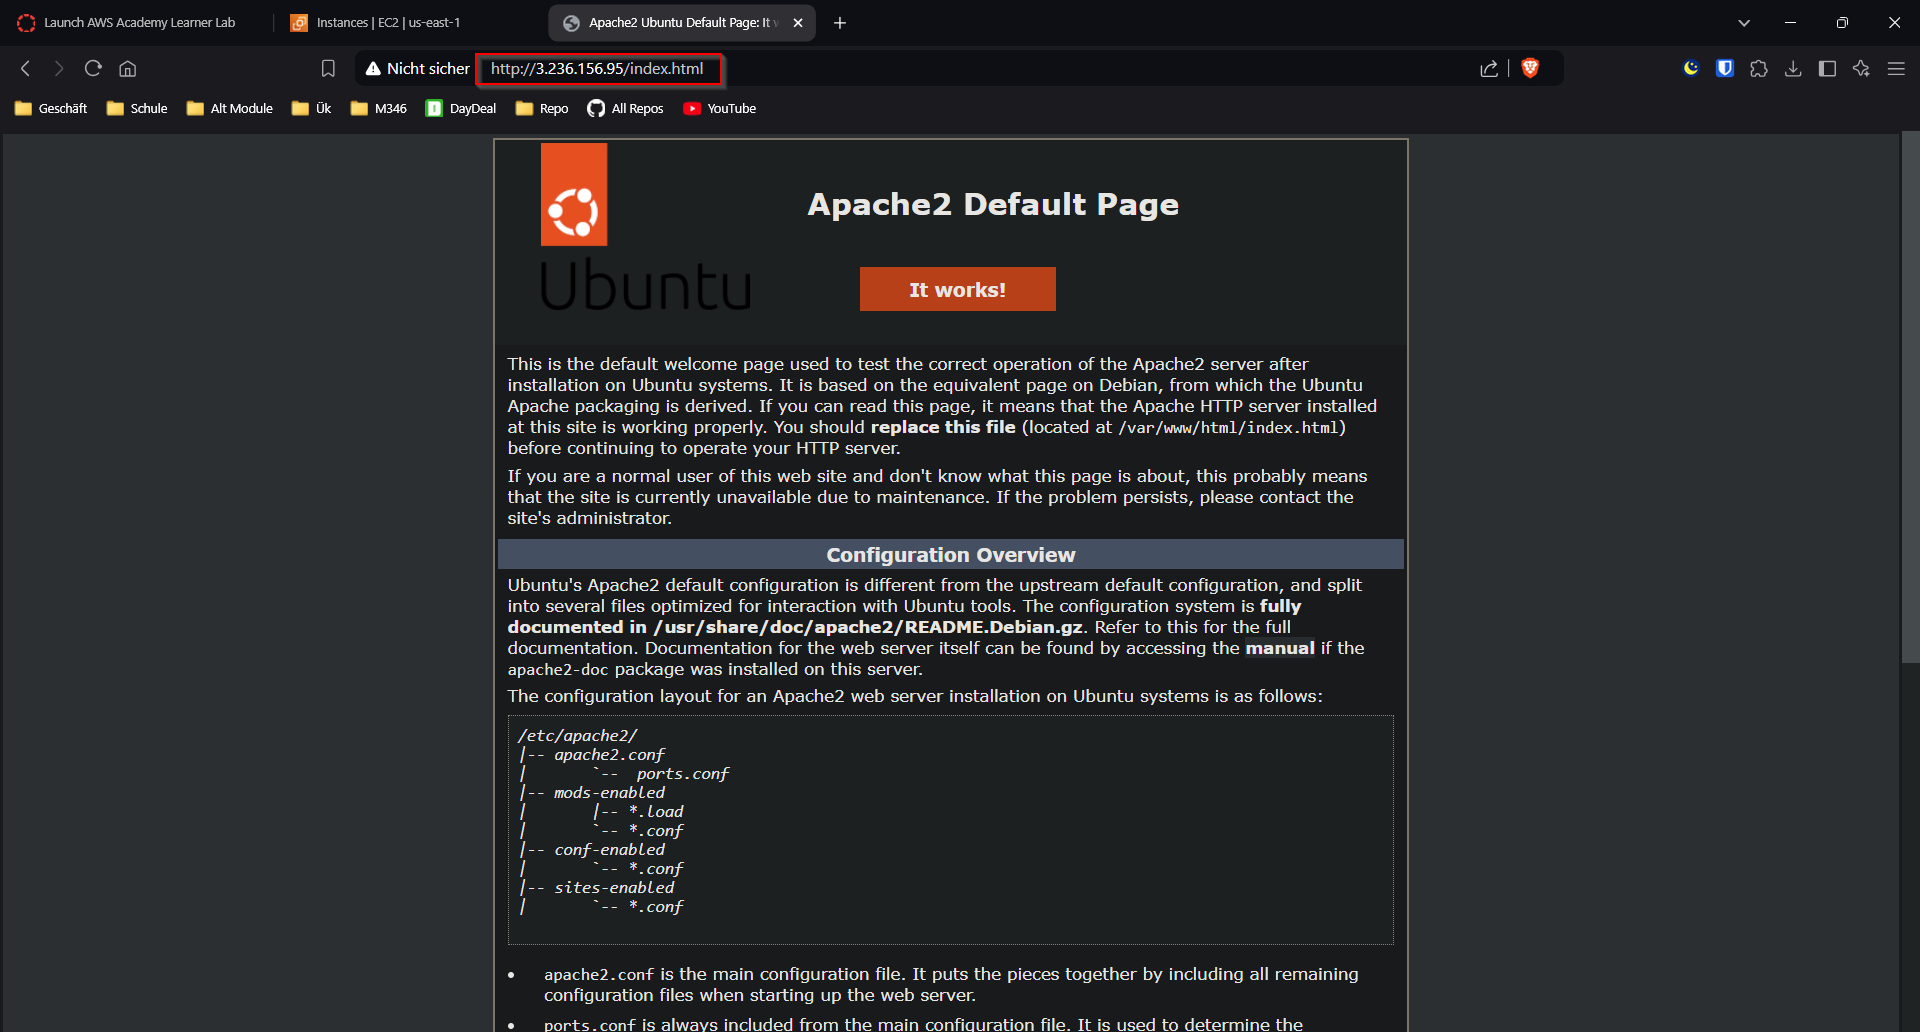 Launch AWS Academy Learner Lab
Instances | EC2 | us-east-1
Apache2 Ubuntu Default Page: It
Nicht sicher
http://3.236.156.95/index.html
Geschäft
Schule
Alt Module
Ük
M346
DayDeal
Repo
All Repos
YouTube
Ubuntu
Apache2 Default Page
It works!
This is the default welcome page used to test the correct operation of the Apache2 server after
installation on Ubuntu systems. It is based on the equivalent page on Debian, from which the Ubuntu
Apache packaging is derived. If you can read this page, it means that the Apache HTTP server installed
at this site is working properly. You should replace this file (located at /var/www/html/index.html)
before continuing to operate your HTTP server.
If you are a normal user of this web site and don't know what this page is about, this probably means
that the site is currently unavailable due to maintenance. If the problem persists, please contact the
site's administrator.
Configuration Overview
Ubuntu's Apache2 default configuration is different from the upstream default configuration, and split
into several files optimized for interaction with Ubuntu tools. The configuration system is fully
documented in /usr/share/doc/apache2/README.Debian.gz. Refer to this for the full
documentation. Documentation for the web server itself can be found by accessing the manual if the
apache2-doc package was installed on this server.
The configuration layout for an Apache2 web server installation on Ubuntu systems is as follows:
/etc/apache2/
|-- apache2.conf
|       `--  ports.conf
|-- mods-enabled
|       |-- *.load
|       `-- *.conf
|-- conf-enabled
|       `-- *.conf
|-- sites-enabled
|       `-- *.conf
• apache2.conf is the main configuration file. It puts the pieces together by including all remaining
configuration files when starting up the web server.
• ports.conf is always included from the main configuration file. It is used to determine the